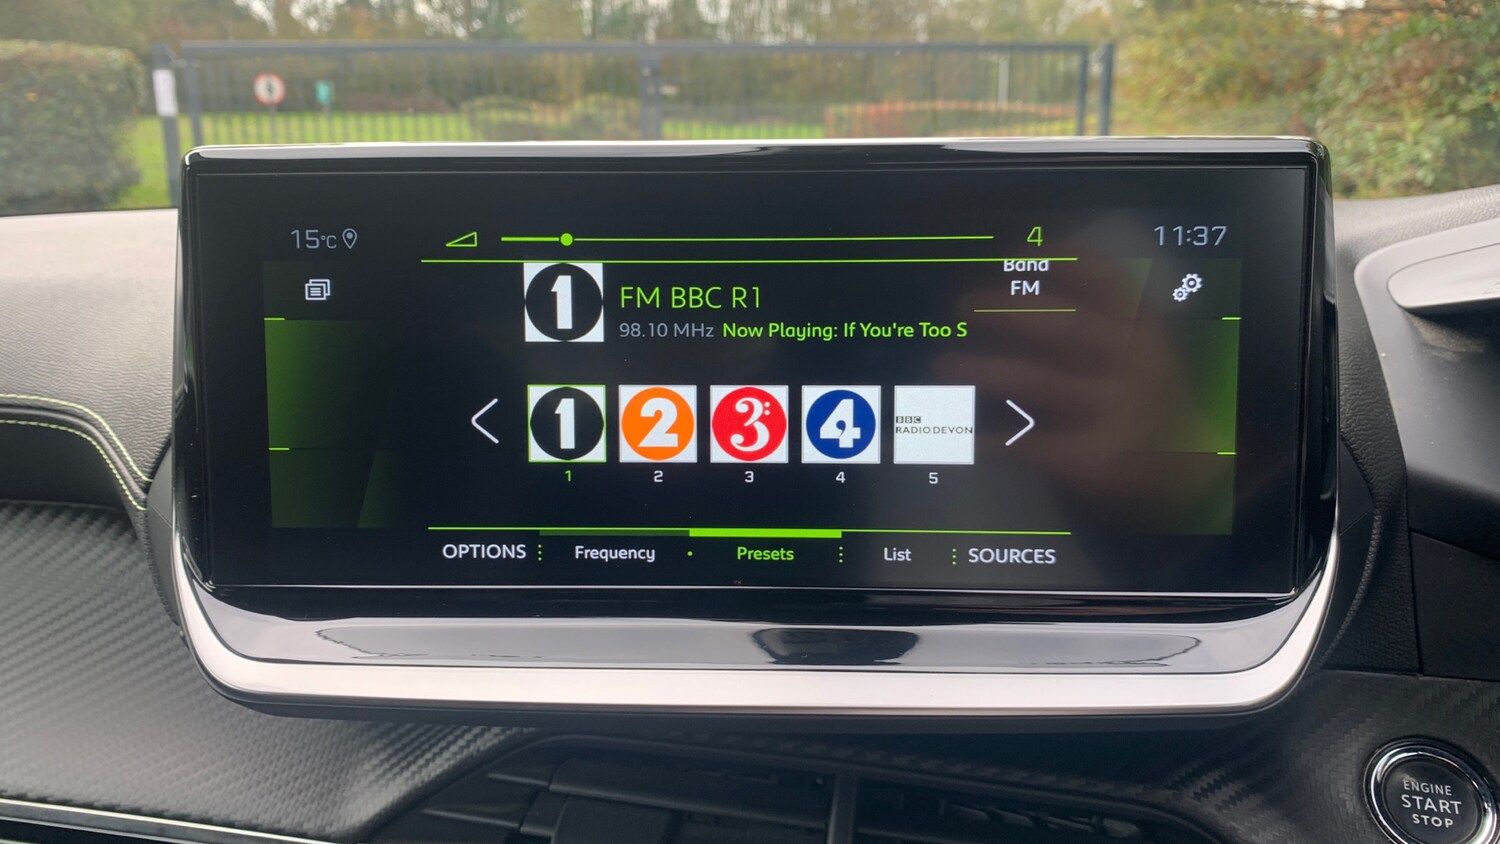 15°C
4
11:37
Band
FM
1
FM BBC R1
98.10 MHz Now Playing: If You're Too S
1 2 3 4 BBC
RADIO DEVON
1 2 3 4 5
OPTIONS Frequency Presets List SOURCES
ENGINE
START
STOP